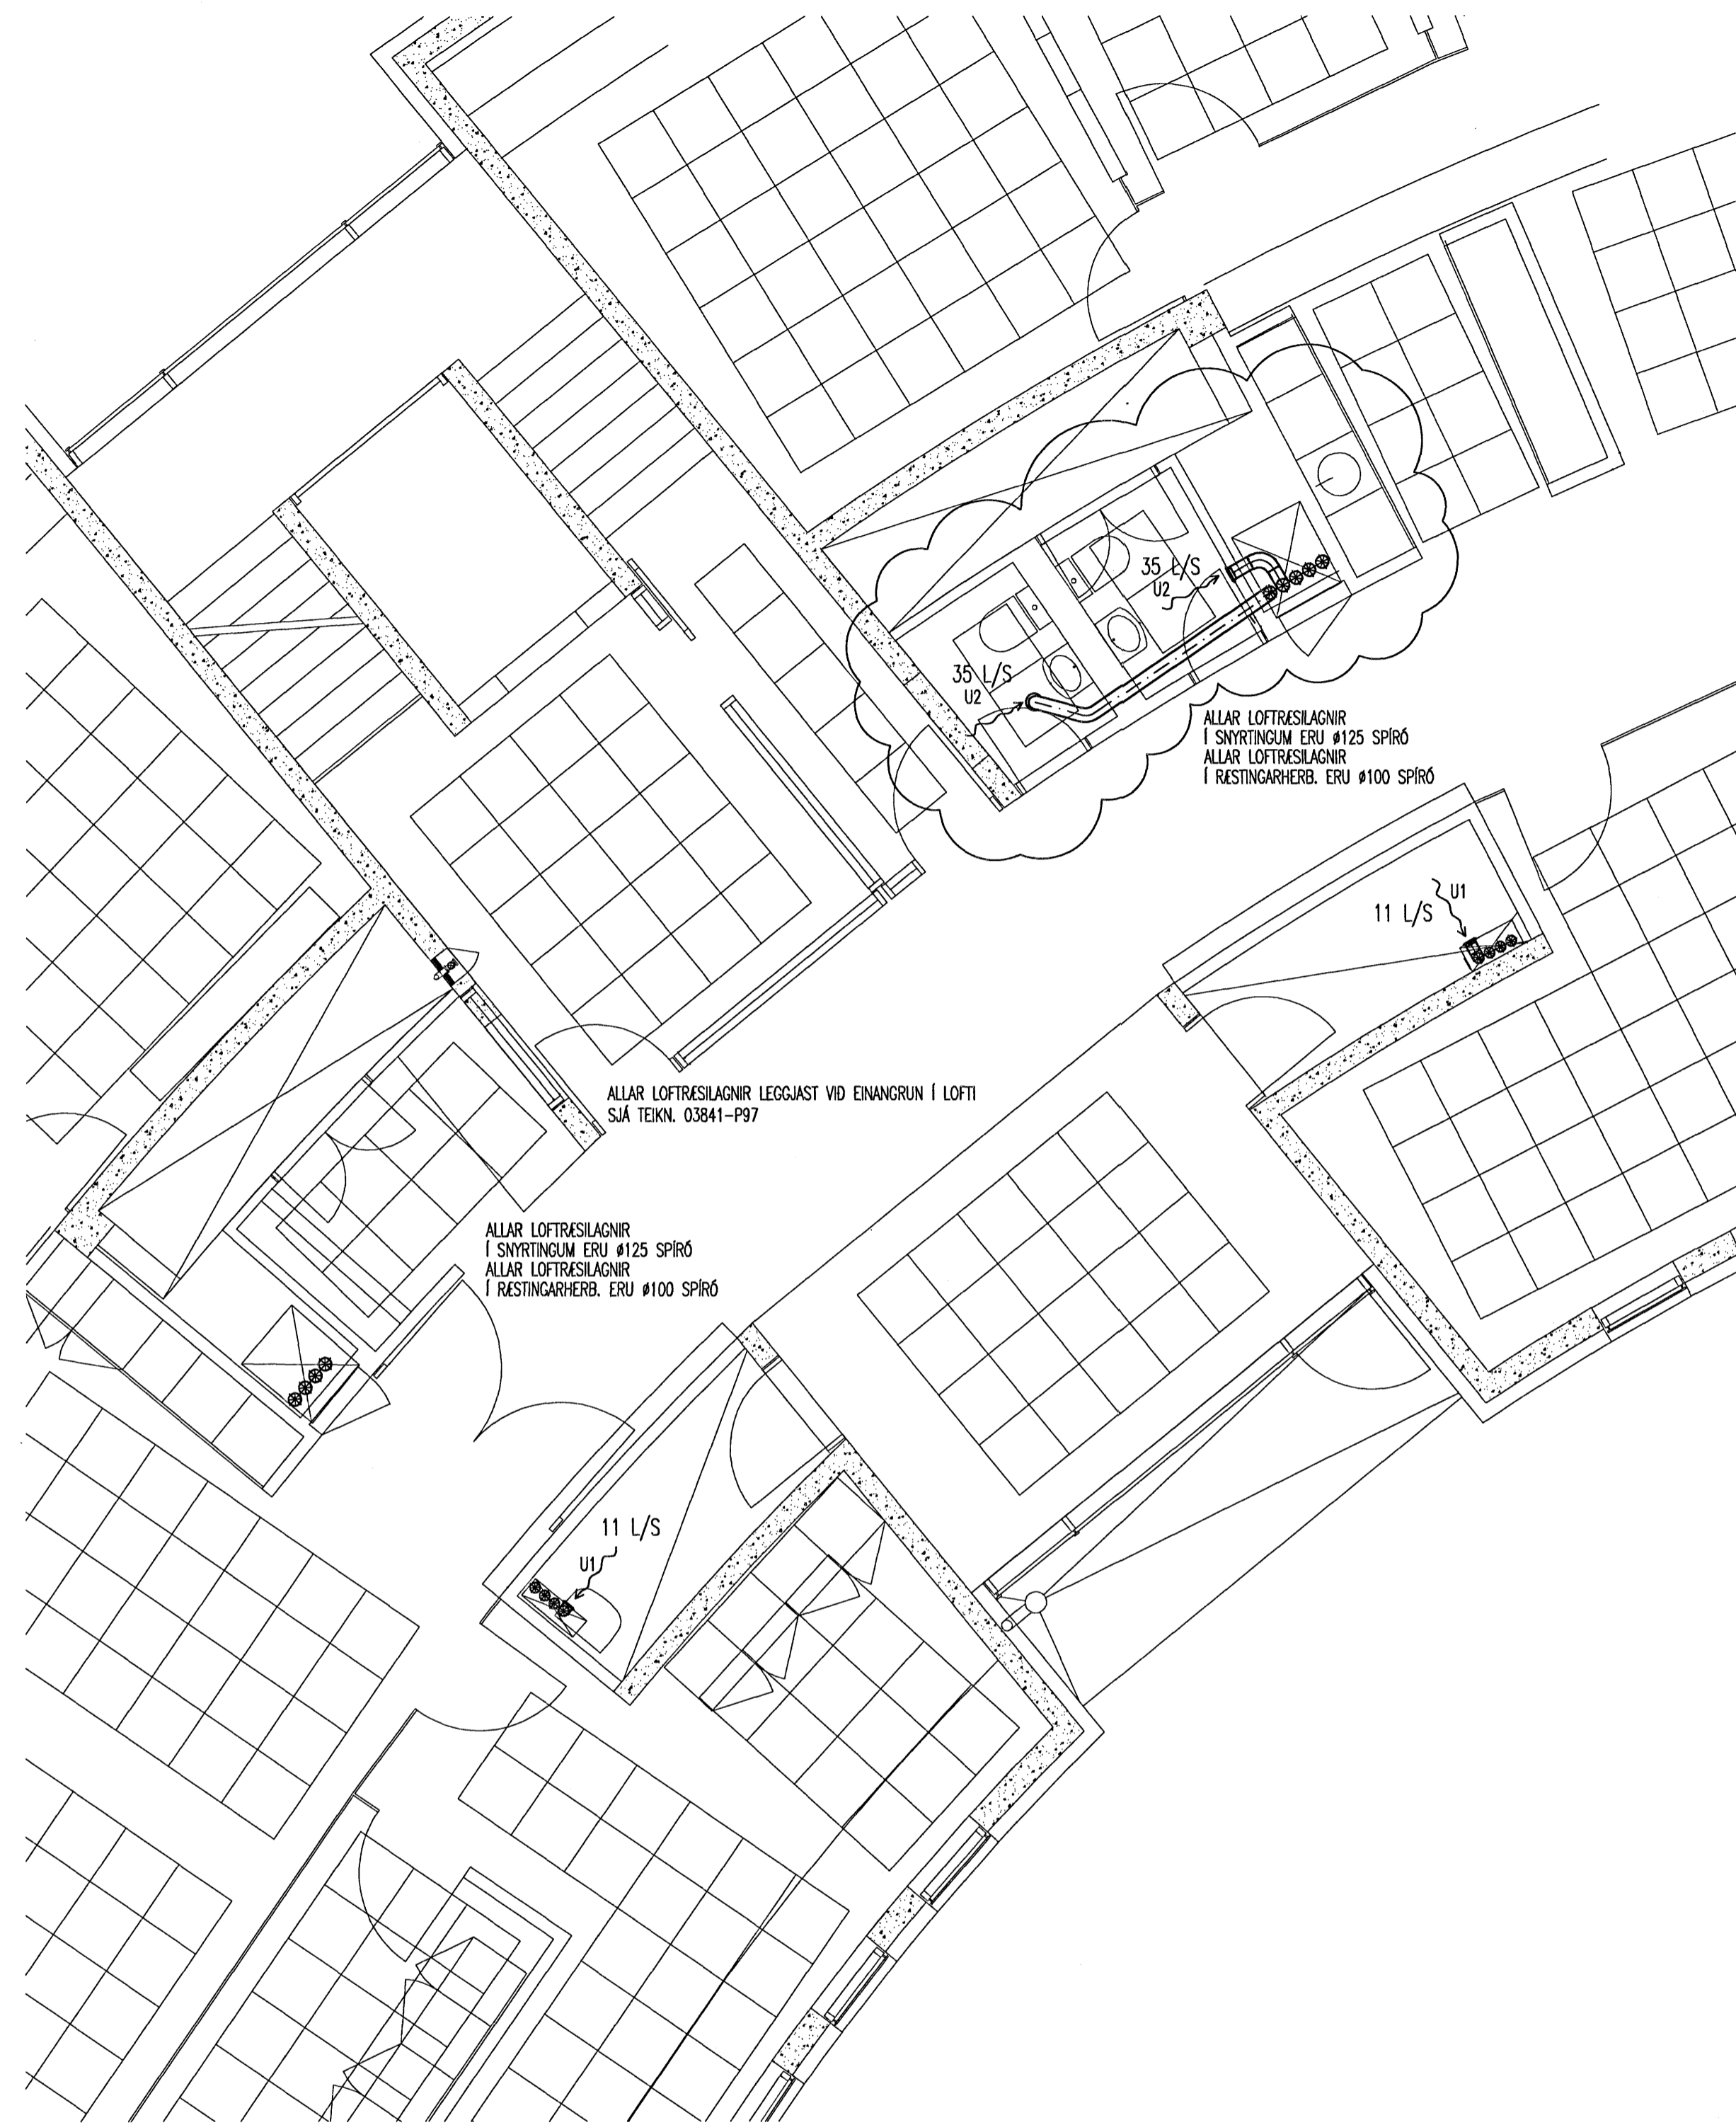 35 L/S
U2
35 L/S
U2
ALLAR LOFTRÆSILAGNIR
Í SNYRTINGUM ERU ø125 SPÍRÓ
ALLAR LOFTRÆSILAGNIR
Í RÆSTINGARHERB. ERU ø100 SPÍRÓ
U1
11 L/S
ALLAR LOFTRÆSILAGNIR LEGGJAST VIÐ EINANGRUN Í LOFTI
SJÁ TEIKN. 03841-P97
ALLAR LOFTRÆSILAGNIR
Í SNYRTINGUM ERU ø125 SPÍRÓ
ALLAR LOFTRÆSILAGNIR
Í RÆSTINGARHERB. ERU ø100 SPÍRÓ
11 L/S
U1